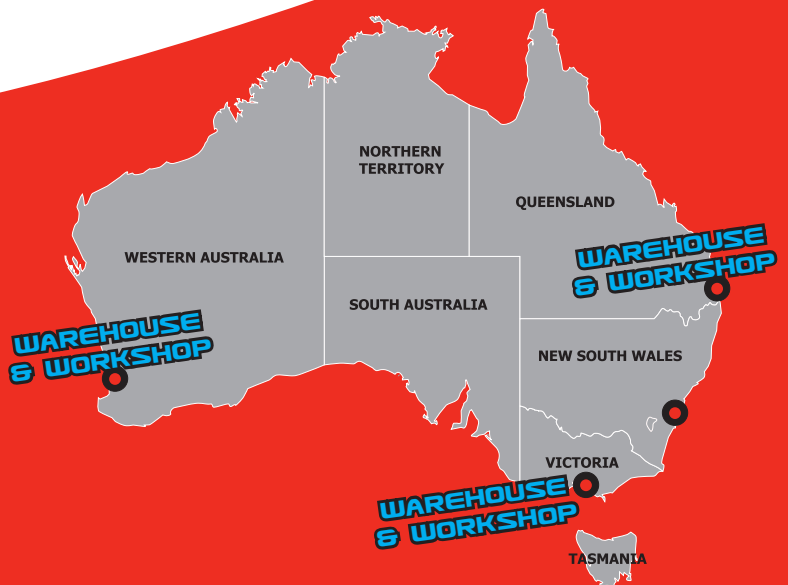 NORTHERN
TERRITORY
QUEENSLAND
WAREHOUSE
& WORKSHOP
WESTERN AUSTRALIA
SOUTH AUSTRALIA
WAREHOUSE
& WORKSHOP
NEW SOUTH WALES
VICTORIA
WAREHOUSE
& WORKSHOP
TASMANIA